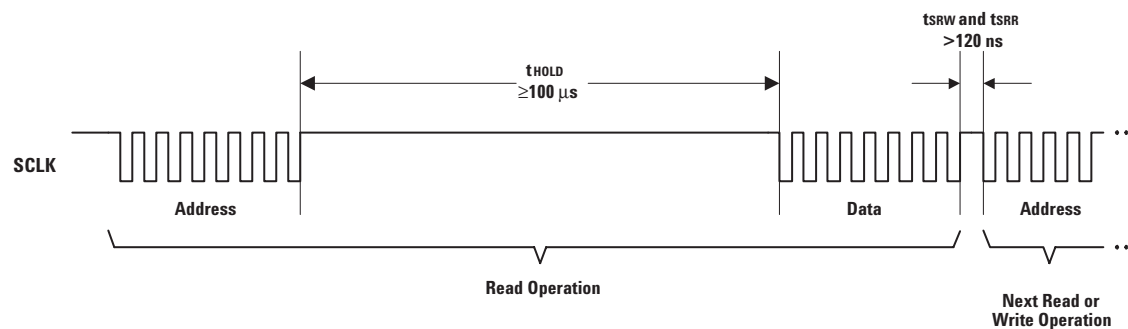 tSRW and tSRR
>120 ns
tHOLD
≥100 μs
SCLK
Address
Data
Address
Read Operation
Next Read or
Write Operation